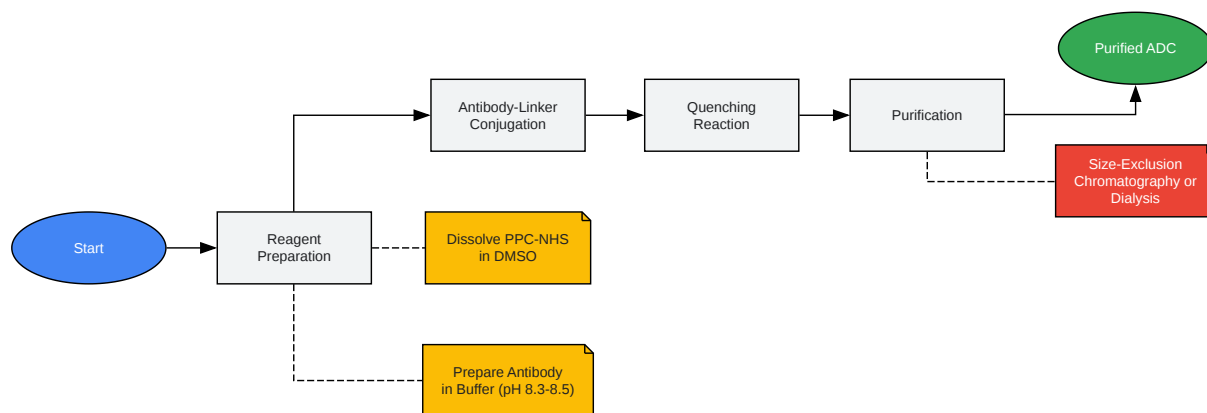 Purified ADC
Antibody-Linker
Conjugation
Quenching
Reaction
Purification
Size-Exclusion
Chromatography or
Dialysis
Start
Reagent
Preparation
Dissolve PPC-NHS
in DMSO
Prepare Antibody
in Buffer (pH 8.3-8.5)